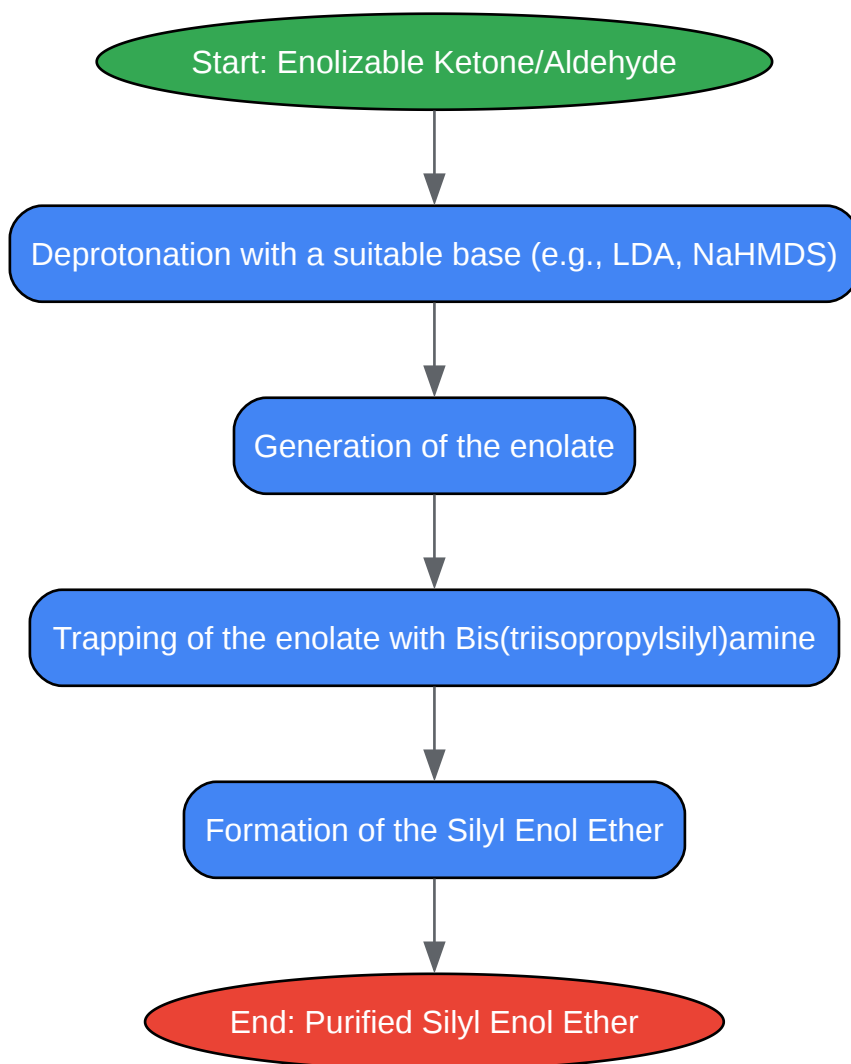 Start: Enolizable Ketone/Aldehyde
Deprotonation with a suitable base (e.g., LDA, NaHMDS)
Generation of the enolate
Trapping of the enolate with Bis(triisopropylsilyl)amine
Formation of the Silyl Enol Ether
End: Purified Silyl Enol Ether